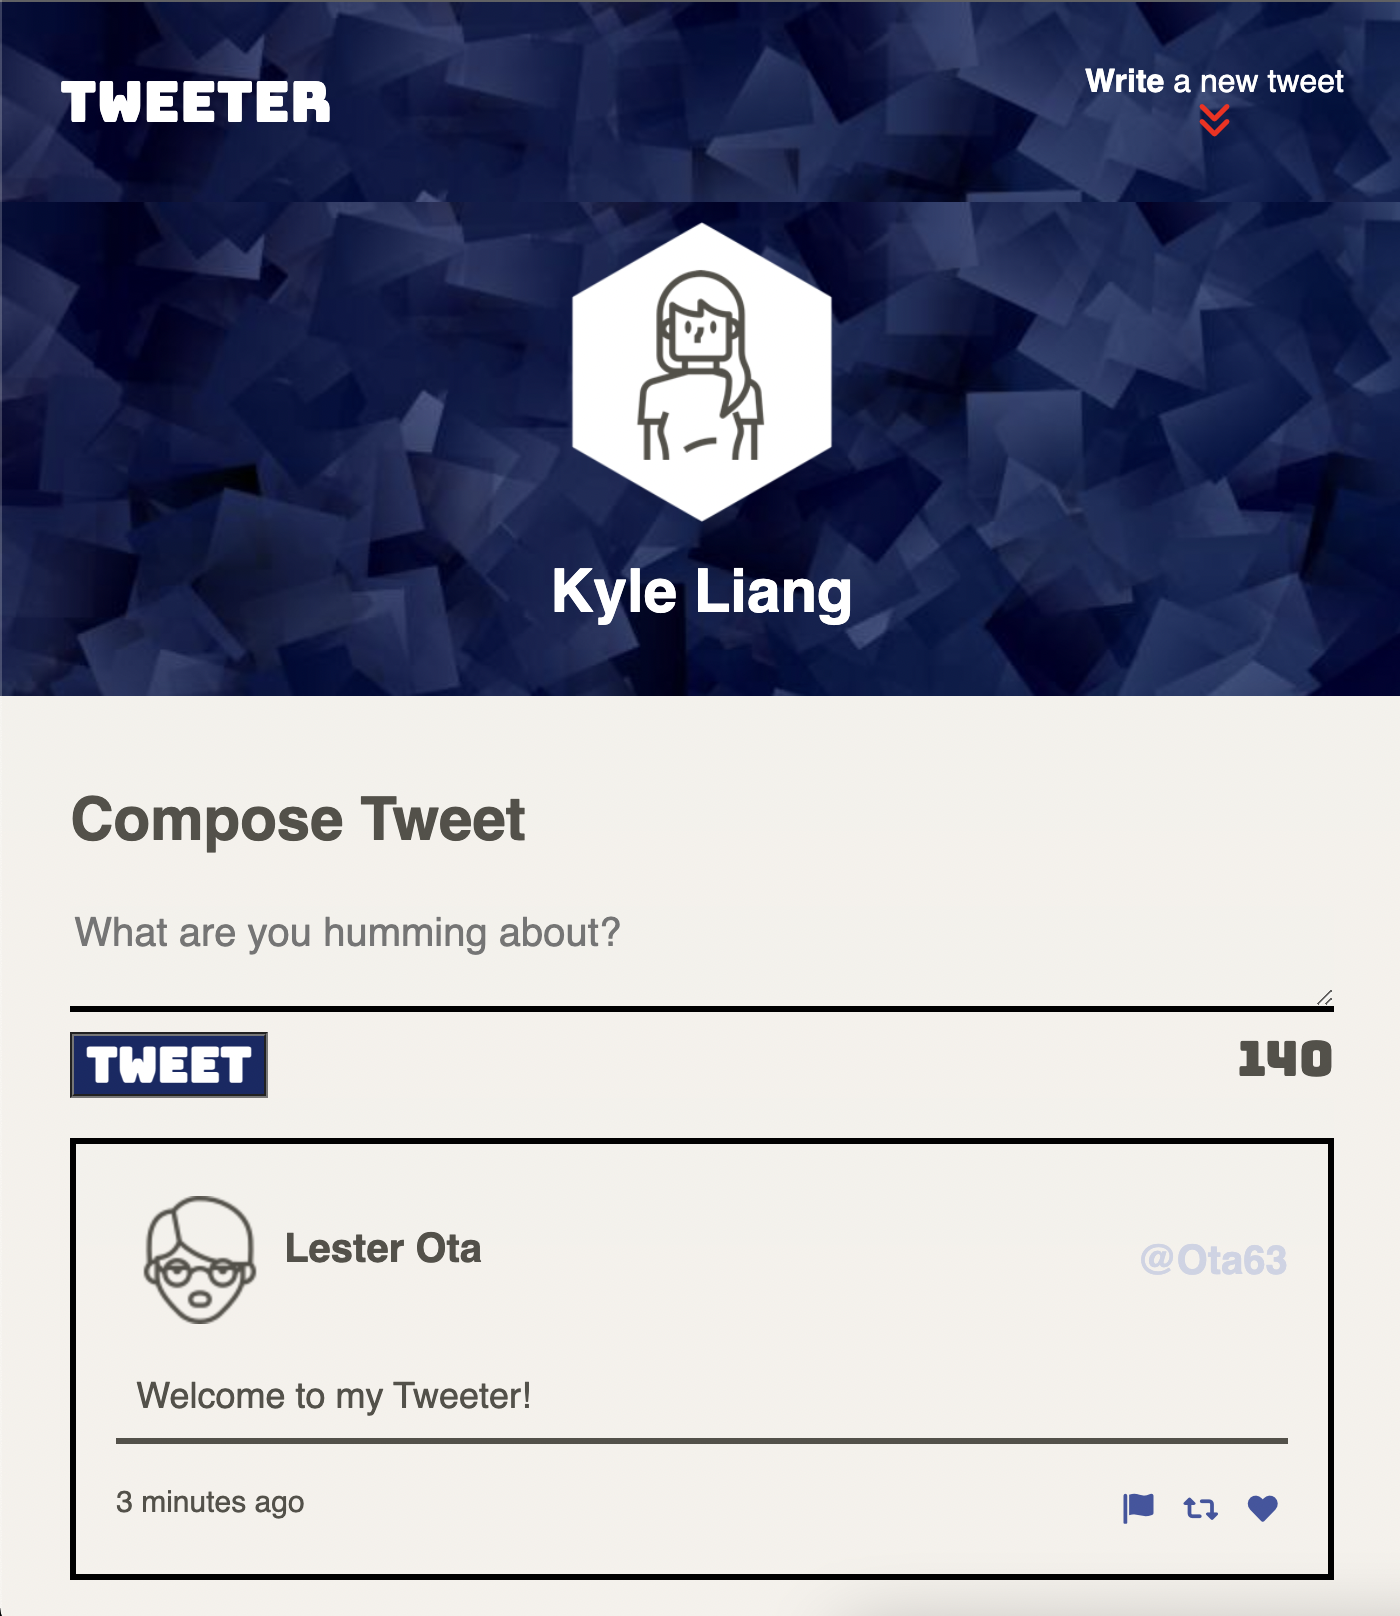 TWEETER
Write a new tweet
Kyle Liang
Compose Tweet
What are you humming about?
TWEET
140
Lester Ota
@Ota63
Welcome to my Tweeter!
3 minutes ago